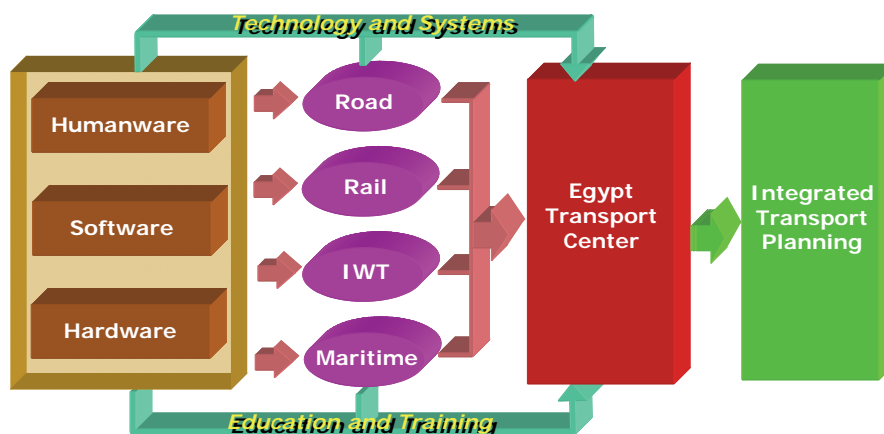 Technology and Systems
Humanware
Software
Hardware
Road
Rail
IWT
Maritime
Egypt
Transport
Center
Integrated
Transport
Planning
Education and Training